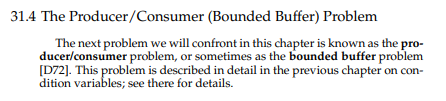 31.4 The Producer/Consumer (Bounded Buffer) Problem
The next problem we will confront in this chapter is known as the pro-
ducer/consumer problem, or sometimes as the bounded buffer problem
[D72]. This problem is described in detail in the previous chapter on con-
dition variables; see there for details.